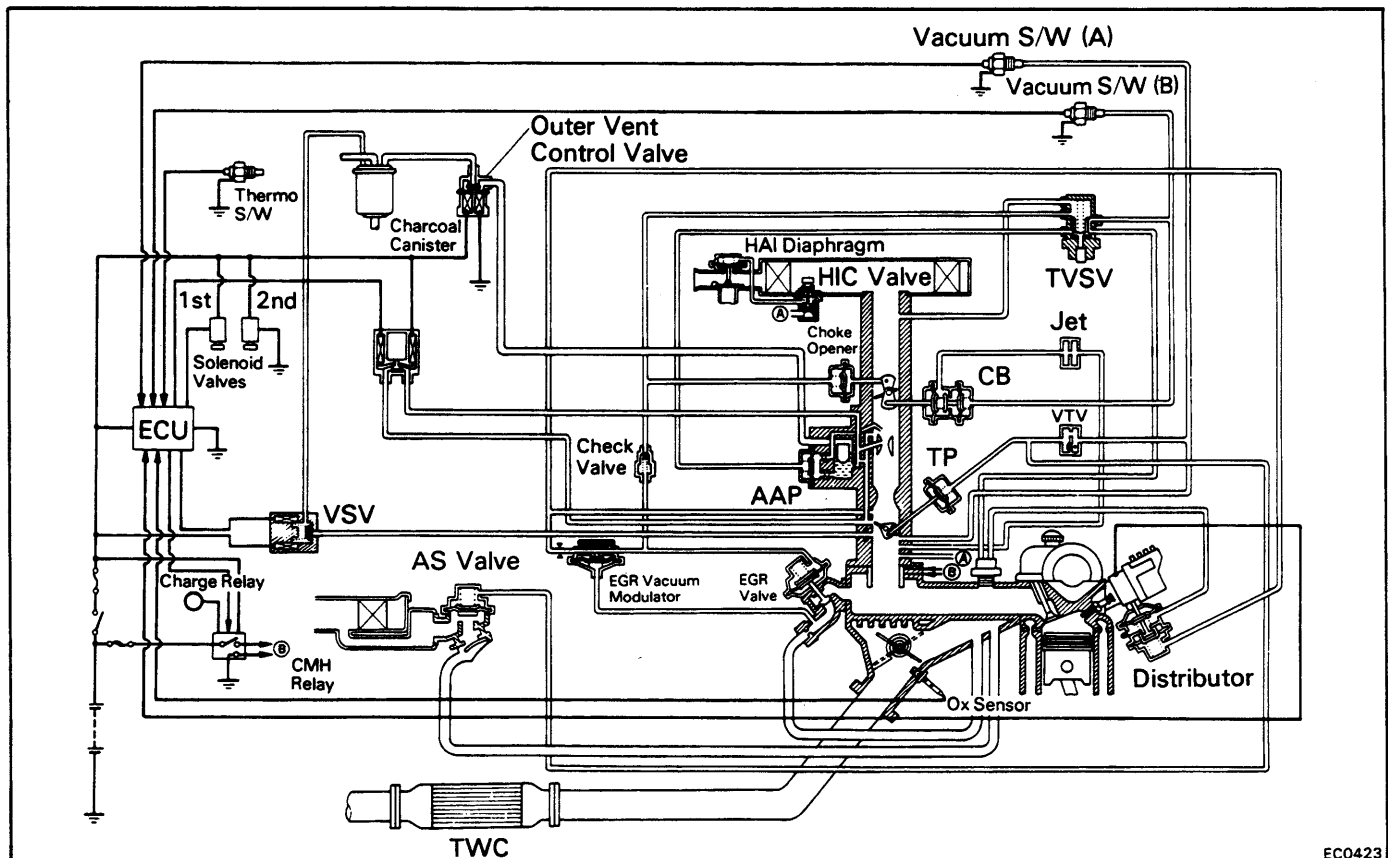 Vacuum S/W (A)
Vacuum S/W (B)
Outer Vent
Control Valve
Thermo
S/W
Charcoal
Canister
HAI Diaphragm
HIC Valve
TVSV
1st
2nd
Solenoid
Valves
A
Choke
Opener
Jet
CB
VTV
ECU
Check
Valve
TP
AAP
VSV
AS Valve
EGR Vacuum
Modulator
EGR
Valve
A
B
Charge Relay
B
CMH
Relay
Distributor
Ox Sensor
TWC
EC0423